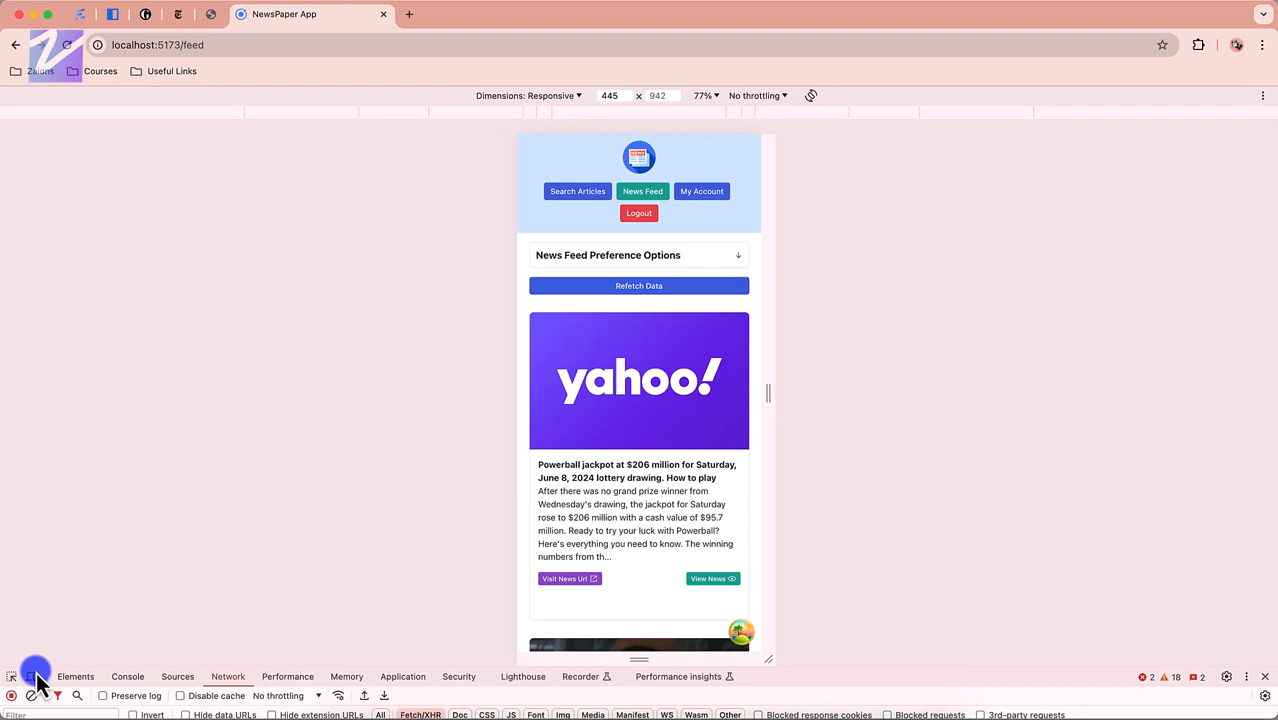 NewsPaper App
localhost:5173/feed
Zaions Courses Useful Links
Dimensions: Responsive 445 × 942 77% No throttling
NEWS
Search Articles News Feed My Account
Logout
News Feed Preference Options
Refetch Data
yahoo!
Powerball jackpot at $206 million for Saturday,
June 8, 2024 lottery drawing. How to play
After there was no grand prize winner from
Wednesday's drawing, the jackpot for Saturday
rose to $206 million with a cash value of $95.7
million. Ready to try your luck with Powerball?
Here's everything you need to know. The winning
numbers from th...
Visit News Url View News
Elements Console Sources Network Performance Memory Application Security Lighthouse Recorder Performance insights 2 18 2
Preserve log Disable cache No throttling
Filter Invert Hide data URLs Hide extension URLs All Fetch/XHR Doc CSS JS Font Img Media Manifest WS Wasm Other Blocked response cookies Blocked requests 3rd-party requests